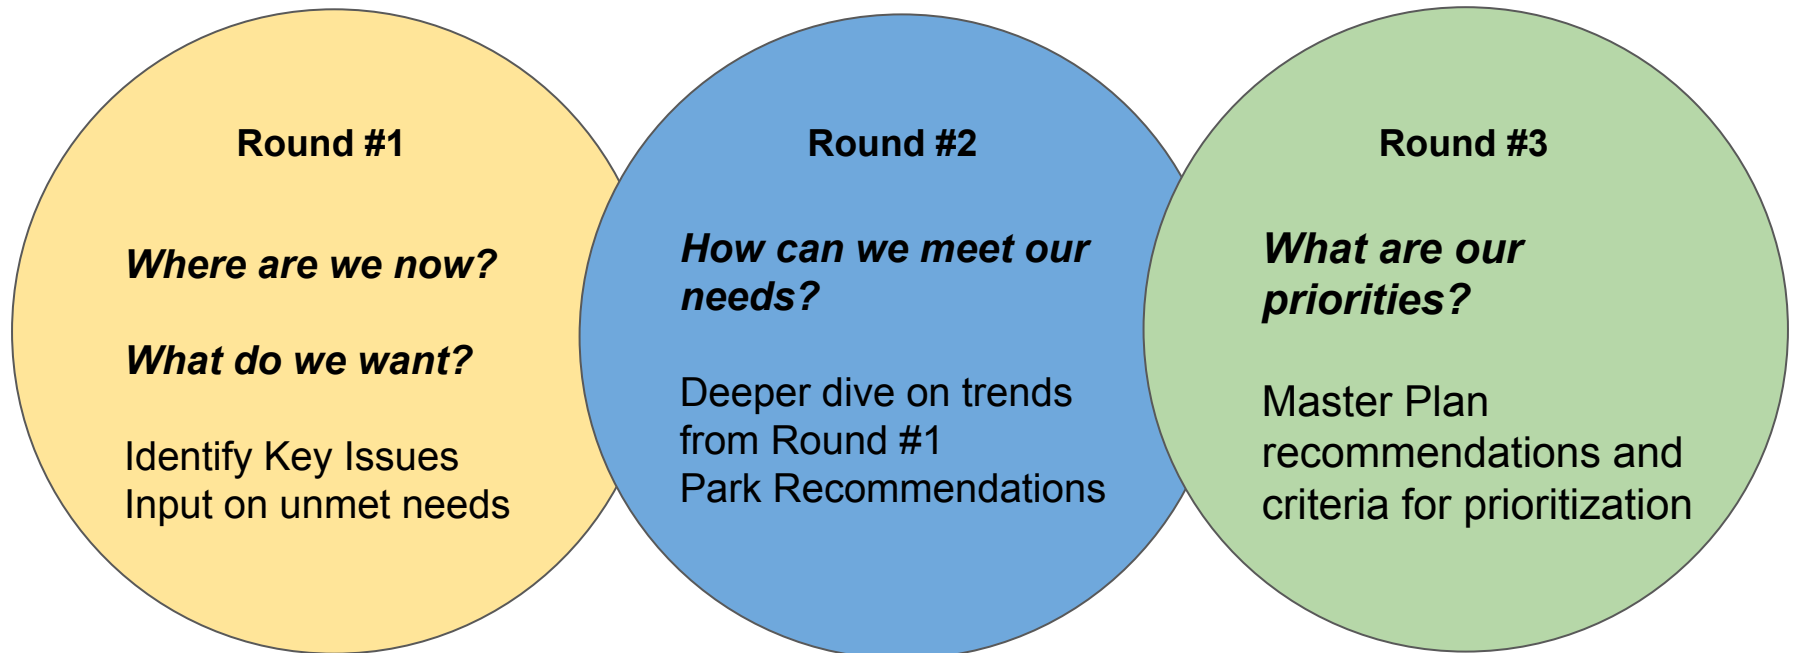 Round #1
Where are we now?
What do we want?
Identify Key Issues
Input on unmet needs
Round #2
How can we meet our
needs?
Deeper dive on trends
from Round #1
Park Recommendations
Round #3
What are our
priorities?
Master Plan
recommendations and
criteria for prioritization